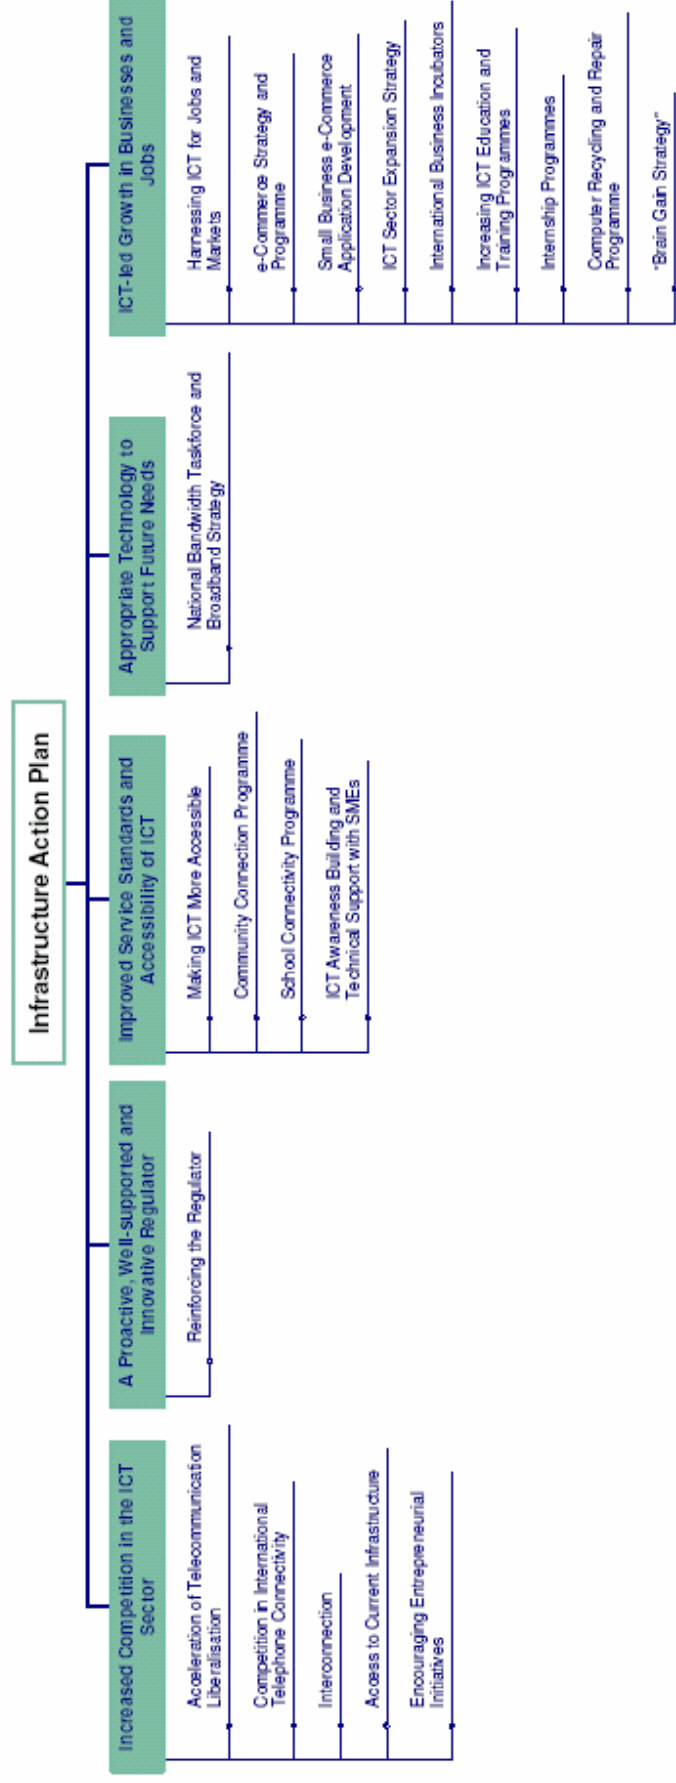 Infrastructure Action Plan
Increased Competition in the ICT
Sector
Acceleration of Telecommunication
Liberalisation
Competition in International
Telephone Connectivity
Interconnection
Access to Current Infrastructure
Encouraging Entrepreneurial
Initiatives
A Proactive, Well-supported and
Innovative Regulator
Reinforcing the Regulator
Improved Service Standards and
Accessibility of ICT
Making ICT More Accessible
Community Connection Programme
School Connectivity Programme
ICT Awareness Building and
Technical Support with SMEs
Appropriate Technology to
Support Future Needs
National Bandwidth Taskforce and
Broadband Strategy
ICT-led Growth in Businesses and
Jobs
Harnessing ICT for Jobs and
Markets
e-Commerce Strategy and
Programme
Small Business e-Commerce
Application Development
ICT Sector Expansion Strategy
International Business Incubators
Increasing ICT Education and
Training Programmes
Internship Programmes
Computer Recycling and Repair
Programme
"Brain Gain Strategy"